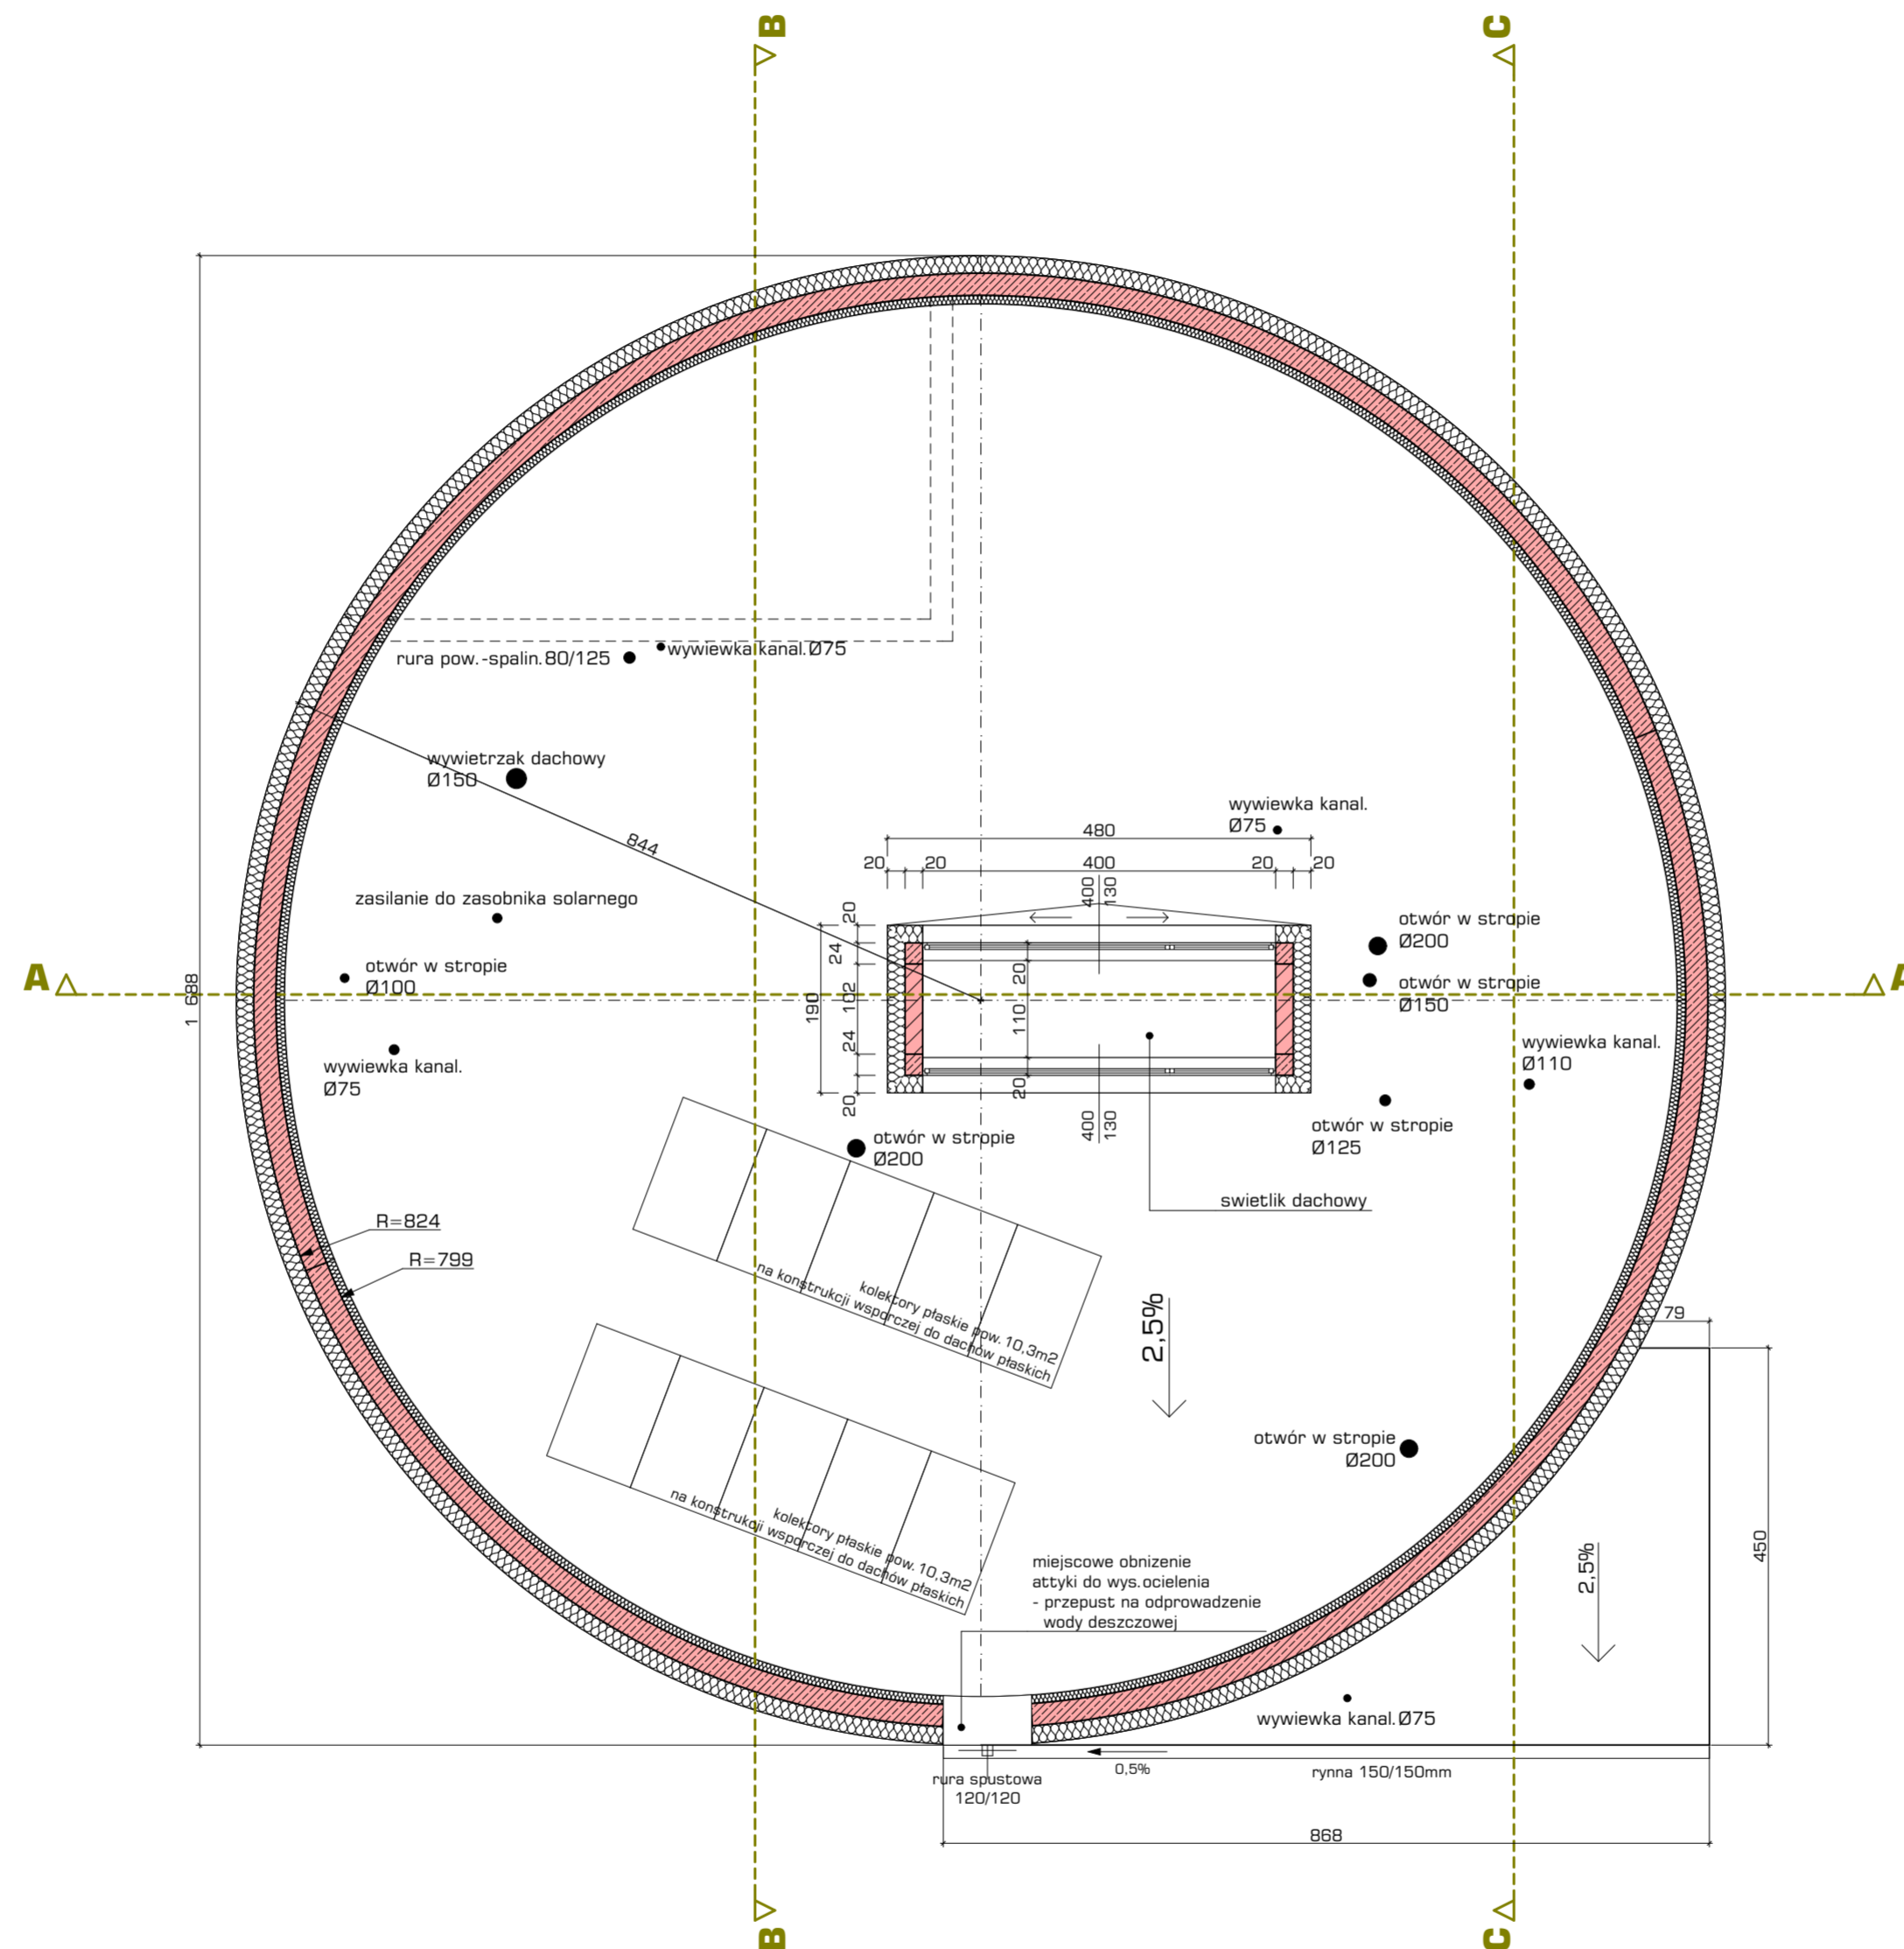 B
C
rura pow.-spalin.80/125
wywiewka kanal.Ø75
wywietrzak dachowy
Ø150
844
wywiewka kanal.
Ø75
480
20
20
400
20
20
400
130
zasilanie do zasobnika solarnego
otwór w stropie
Ø200
otwór w stropie
Ø100
A
A
1 688
otwór w stropie
Ø150
190
20
24
102
24
20
20
110
20
wywiewka kanal.
Ø75
wywiewka kanal.
Ø110
400
130
otwór w stropie
Ø125
otwór w stropie
Ø200
swietlik dachowy
R=824
R=799
kolektory płaskie pow. 10,3m2
na konstrukcji wsporczej do dachów płaskich
2,5%
79
kolektory płaskie pow. 10,3m2
na konstrukcji wsporczej do dachów płaskich
otwór w stropie
Ø200
450
2,5%
miejscowe obnizenie
attyki do wys.ocielenia
- przepust na odprowadzenie
wody deszczowej
wywiewka kanal.Ø75
rura spustowa
120/120
0,5%
rynna 150/150mm
868
B
C